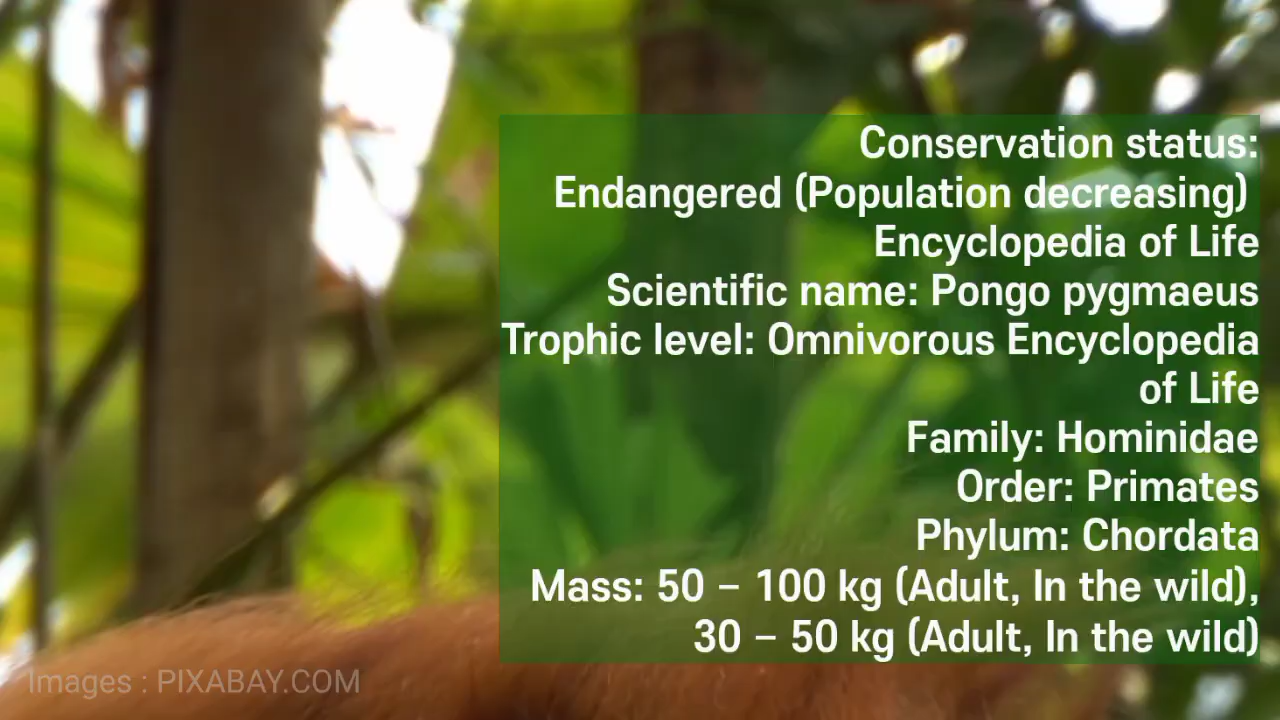 Conservation status:
Endangered (Population decreasing)
Encyclopedia of Life
Scientific name: Pongo pygmaeus
Trophic level: Omnivorous Encyclopedia
of Life
Family: Hominidae
Order: Primates
Phylum: Chordata
Mass: 50 – 100 kg (Adult, In the wild),
30 – 50 kg (Adult, In the wild)
Images : PIXABAY.COM